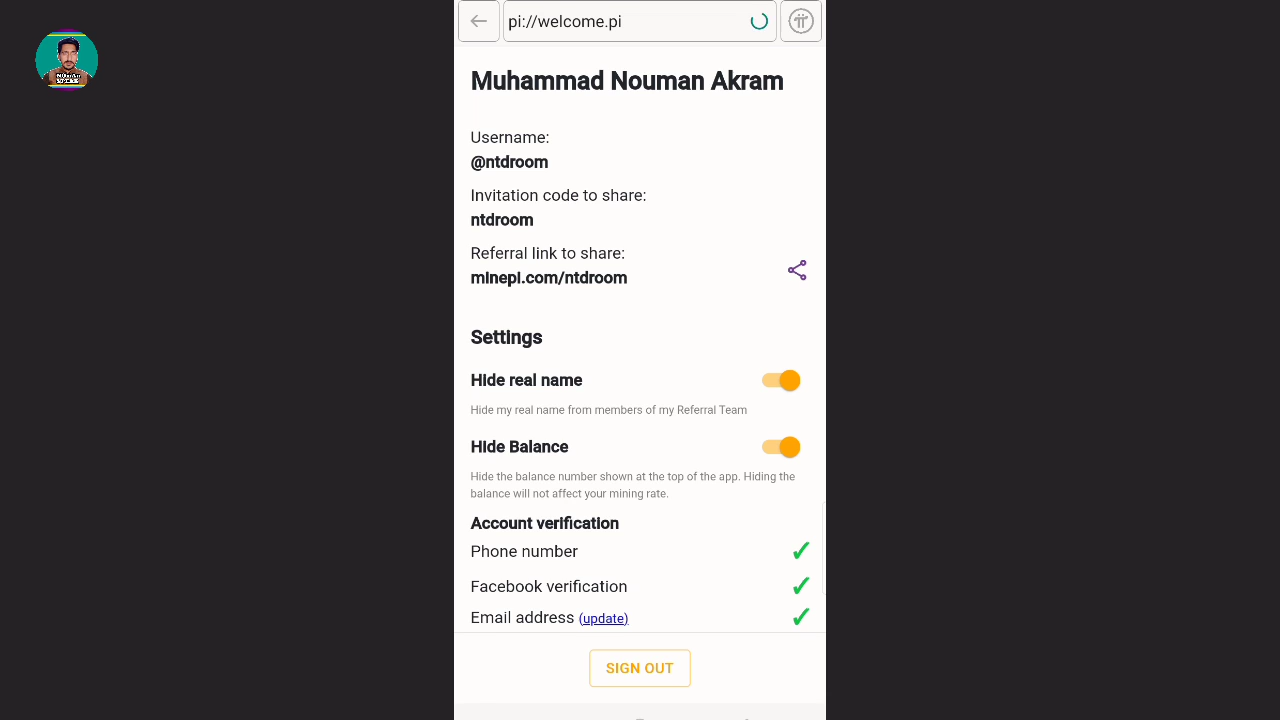 pi://welcome.pi
Muhammad Nouman Akram
Username:
@ntdroom
Invitation code to share:
ntdroom
Referral link to share:
minepi.com/ntdroom
Settings
Hide real name
Hide my real name from members of my Referral Team
Hide Balance
Hide the balance number shown at the top of the app. Hiding the
balance will not affect your mining rate.
Account verification
Phone number
Facebook verification
Email address (update)
SIGN OUT